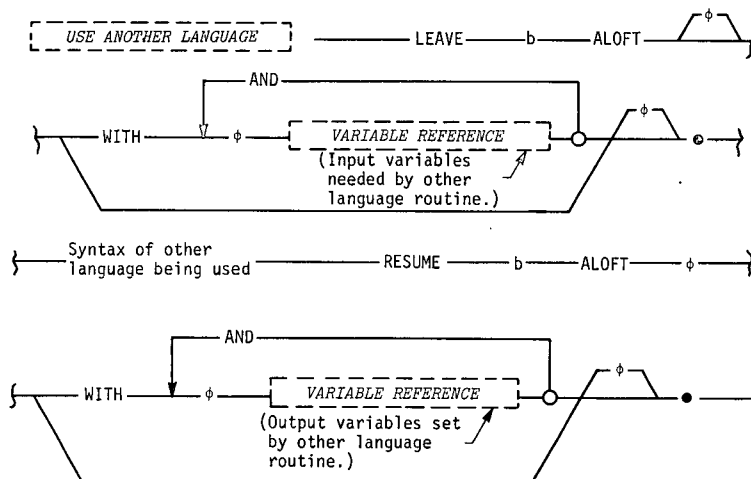 USE ANOTHER LANGUAGE LEAVE b ALOFT ϕ
AND
WITH ϕ VARIABLE REFERENCE ϕ
(Input variables
needed by other
language routine.)
Syntax of other
language being used RESUME b ALOFT ϕ
AND
WITH ϕ VARIABLE REFERENCE ϕ
(Output variables set
by other language
routine.)